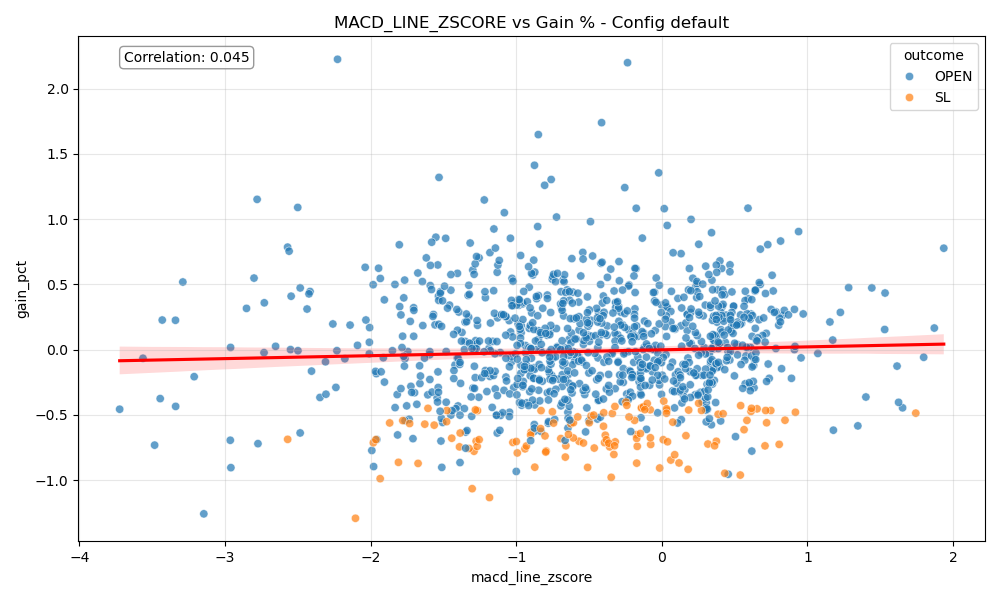 MACD_LINE_ZSCORE vs Gain % - Config default
Correlation: 0.045
outcome
OPEN
SL
gain_pct
2.0
1.5
1.0
0.5
0.0
−0.5
−1.0
−4
−3
−2
−1
0
1
2
macd_line_zscore